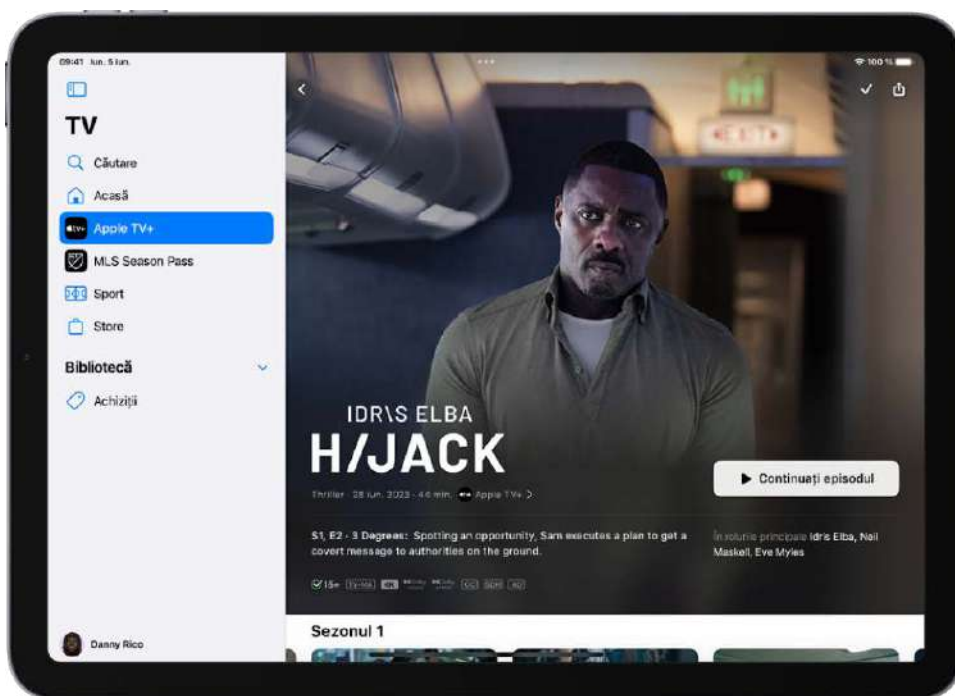 09:41 lun. 5 iun.
100 %
TV
Căutare
Acasă
Apple TV+
MLS Season Pass
Sport
Store
Bibliotecă
Achiziții
Danny Rico
EXIT
IDR\S ELBA
H/JACK
Thriller · 28 iun. 2023 · 44 min. Apple TV+
Continuați episodul
S1, E2 · 3 Degrees: Spotting an opportunity, Sam executes a plan to get a
covert message to authorities on the ground.
În rolurile principale Idris Elba, Neil
Maskell, Eve Myles
15+ TV-MA 4K CC SDH AD
Sezonul 1